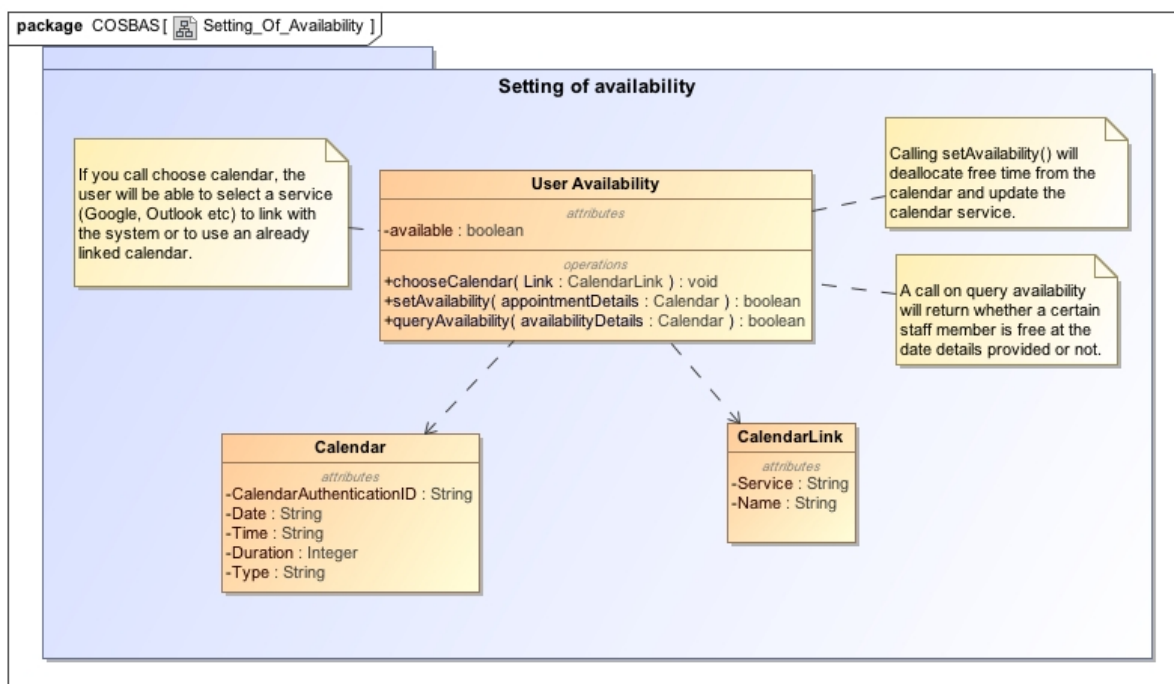 package COSBAS[ Setting_Of_Availability ]
Setting of availability
If you call choose calendar, the
user will be able to select a service
(Google, Outlook etc) to link with
the system or to use an already
linked calendar.
User Availability
attributes
-available : boolean
operations
+chooseCalendar( Link : CalendarLink ) : void
+setAvailability( appointmentDetails : Calendar ) : boolean
+queryAvailability( availabilityDetails : Calendar ) : boolean
Calling setAvailability() will
deallocate free time from the
calendar and update the
calendar service.
A call on query availability
will return whether a certain
staff member is free at the
date details provided or not.
Calendar
attributes
-CalendarAuthenticationID : String
-Date : String
-Time : String
-Duration : Integer
-Type : String
CalendarLink
attributes
-Service : String
-Name : String